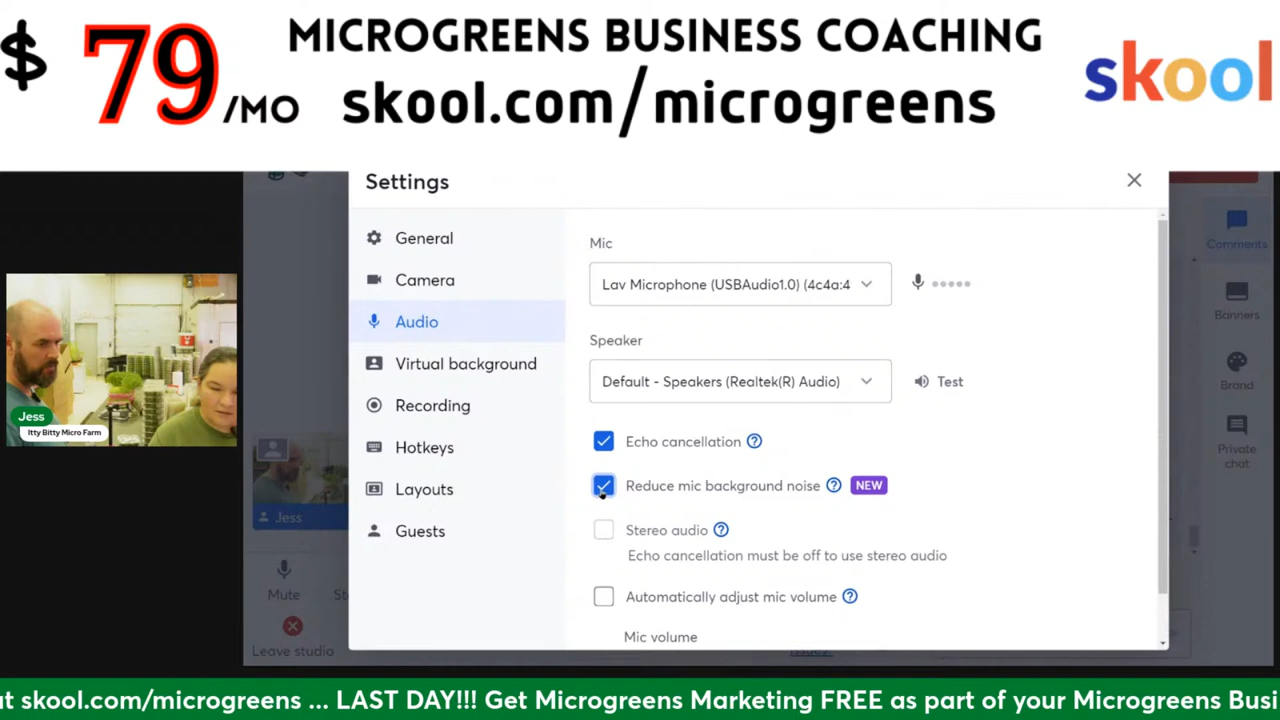 $ 79 /MO
MICROGREENS BUSINESS COACHING
skool.com/microgreens
skool
Settings
General
Camera
Audio
Virtual background
Recording
Hotkeys
Layouts
Guests
Mic
Lav Microphone (USBAudio1.0) (4c4a:4
Speaker
Default - Speakers (Realtek(R) Audio)
Test
Echo cancellation
Reduce mic background noise
NEW
Stereo audio
Echo cancellation must be off to use stereo audio
Automatically adjust mic volume
Mic volume
Jess
Itty Bitty Micro Farm
Jess
Mute
St
Leave studio
Comments
Banners
Brand
Private
chat
issues.
at skool.com/microgreens ... LAST DAY!!! Get Microgreens Marketing FREE as part of your Microgreens Busi